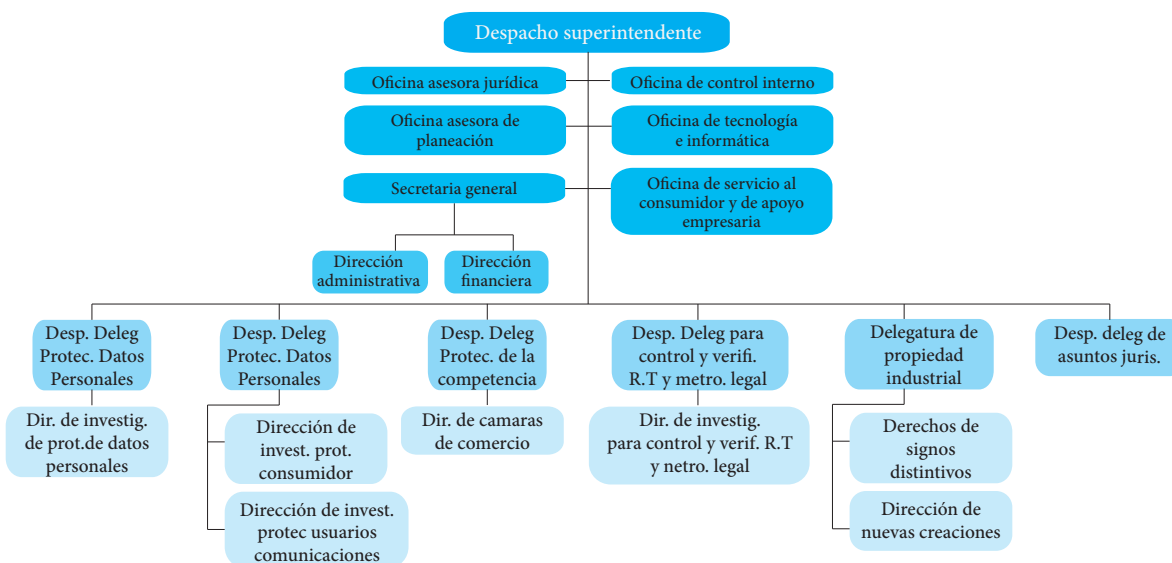 Despacho superintendente
Oficina asesora jurídica
Oficina de control interno
Oficina asesora de
planeación
Oficina de tecnología
e informática
Secretaria general
Oficina de servicio al
consumidor y de apoyo
empresaria
Dirección
administrativa
Dirección
financiera
Desp. Deleg
Protec. Datos
Personales
Desp. Deleg
Protec. Datos
Personales
Desp. Deleg
Protec. de la
competencia
Desp. Deleg para
control y verifi.
R.T y metro. legal
Delegatura de
propiedad
industrial
Desp. deleg de
asuntos juris.
Dir. de investig.
de prot.de datos
personales
Dirección de
invest. prot.
consumidor
Dirección de invest.
protec usuarios
comunicaciones
Dir. de camaras
de comercio
Dir. de investig.
para control y verif. R.T
y netro. legal
Derechos de
signos
distintivos
Dirección de
nuevas creaciones